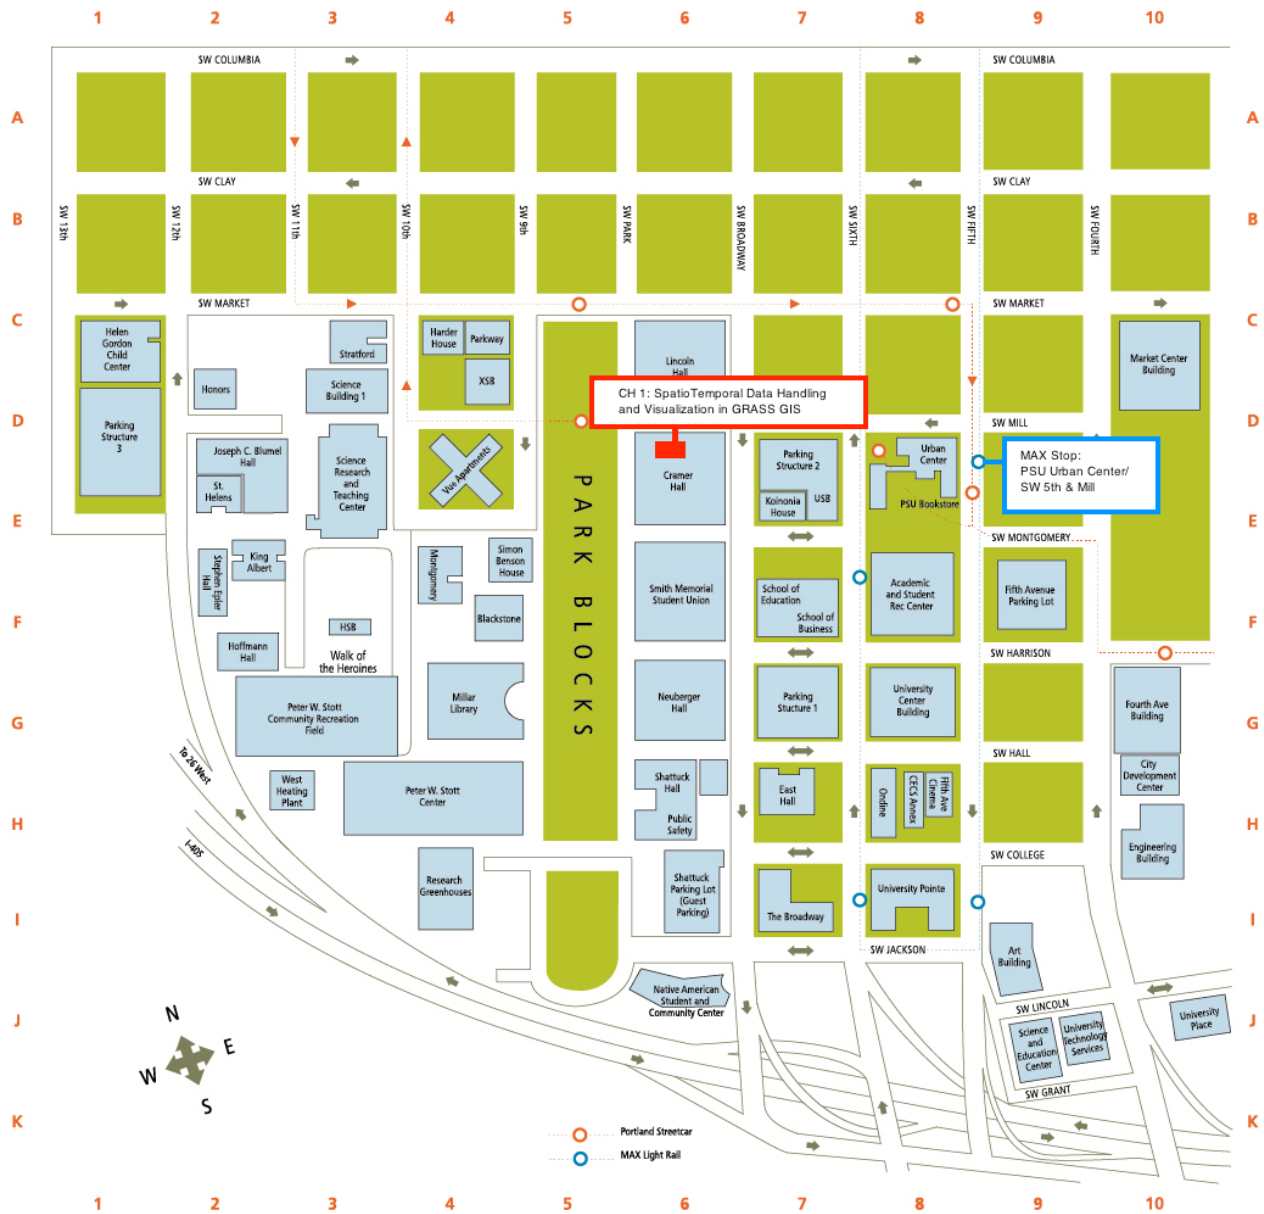 1 2 3 4 5 6 7 8 9 10
SW COLUMBIA SW COLUMBIA
A A
SW CLAY SW CLAY
B B
SW 13th
SW 12th
SW 11th
SW 10th
SW 9th
SW PARK
SW BROADWAY
SW SIXTH
SW FIFTH
SW FOURTH
SW MARKET SW MARKET
C C
Helen
Gordon
Child
Center
Stratford
Harder
House
Parkway
Lincoln
Hall
Market Center
Building
Honors
Science
Building 1
XSB
CH 1: SpatioTemporal Data Handling
and Visualization in GRASS GIS
D D
SW MILL
Parking
Structure
3
Joseph C. Blumel
Hall
St.
Helens
Science
Research
and
Teaching
Center
Vue Apartments
PARK BLOCKS
Cramer
Hall
Parking
Structure 2
Koinonia
House
USB
Urban
Center
PSU Bookstore
MAX Stop:
PSU Urban Center/
SW 5th & Mill
E E
SW MONTGOMERY
Stephen Epler
Hall
King
Albert
Montgomery
Simon
Benson
House
Blackstone
Smith Memorial
Student Union
School of
Education
School of
Business
Academic
and Student
Rec Center
Fifth Avenue
Parking Lot
F F
HSB
Hoffmann
Hall
Walk of
the Heroines
SW HARRISON
Peter W. Stott
Community Recreation
Field
Millar
Library
Neuberger
Hall
Parking
Stucture 1
University
Center
Building
Fourth Ave
Building
G G
To 26 West
SW HALL
West
Heating
Plant
Peter W. Stott
Center
Shattuck
Hall
Public
Safety
East
Hall
Ondine
CECS Annex
Fifth Ave
Cinema
City
Development
Center
H H
I-405
Engineering
Building
SW COLLEGE
Research
Greenhouses
Shattuck
Parking Lot
(Guest
Parking)
The Broadway
University Pointe
I I
SW JACKSON
Art
Building
Native American
Student and
Community Center
SW LINCOLN
University
Place
J J
Science
and
Education
Center
University
Technology
Services
N
E
W
S
SW GRANT
K K
Portland Streetcar
MAX Light Rail
1 2 3 4 5 6 7 8 9 10